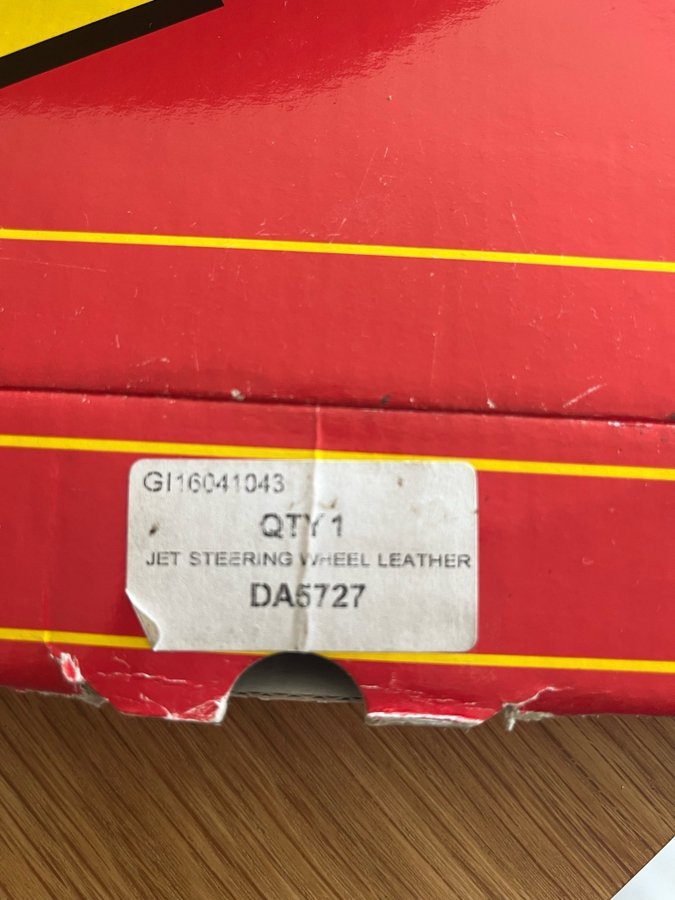 GI16041043
QTY 1
JET STEERING WHEEL LEATHER
DA5727